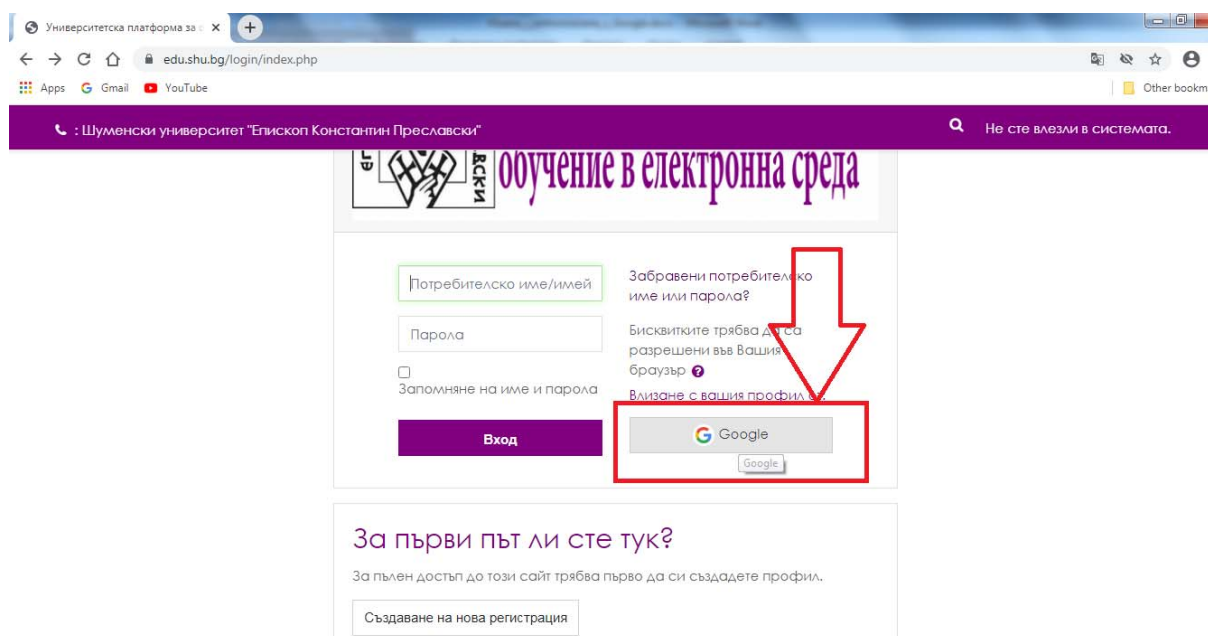 Университетска платформа за
edu.shu.bg/login/index.php
Apps Gmail YouTube Other bookm
: Шуменски университет "Епископ Константин Преславски" Не сте влезли в системата.
обучение в електронна среда
Потребителско име/имейл Забравени потребителско
име или парола?
Парола Бисквитките трябва да са
разрешени във Вашия
браузър
Запомняне на име и парола Влизане с вашия профил от:
Вход Google
Google
За първи път ли сте тук?
За пълен достъп до този сайт трябва първо да си създадете профил.
Създаване на нова регистрация